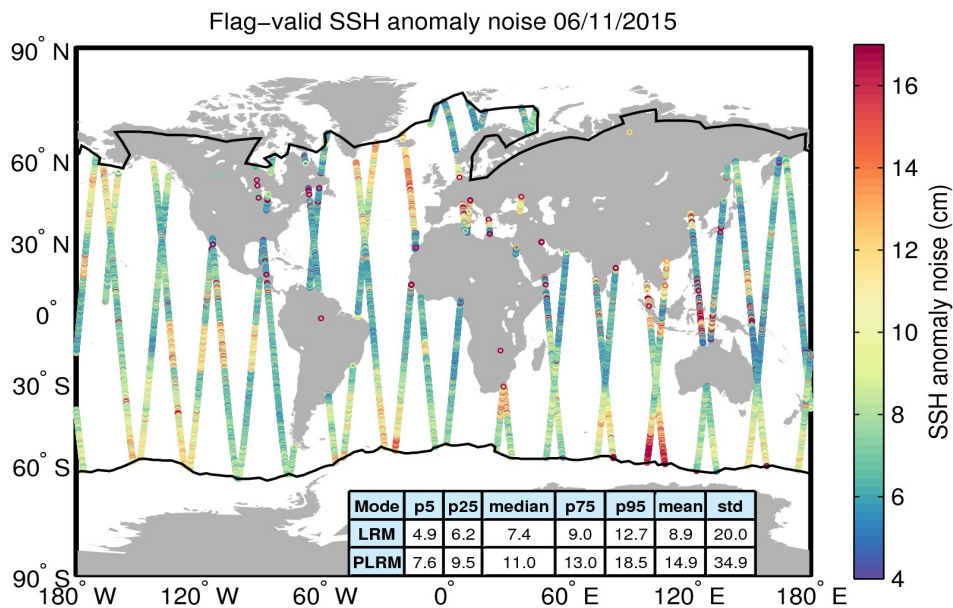 Flag−valid SSH anomaly noise 06/11/2015
90° N
60° N
30° N
0°
30° S
60° S
90° S
180° W
120° W
60° W
0°
60° E
120° E
180° E
Mode p5 p25 median p75 p95 mean std
LRM 4.9 6.2 7.4 9.0 12.7 8.9 20.0
PLRM 7.6 9.5 11.0 13.0 18.5 14.9 34.9
16
14
12
10
8
6
4
SSH anomaly noise (cm)